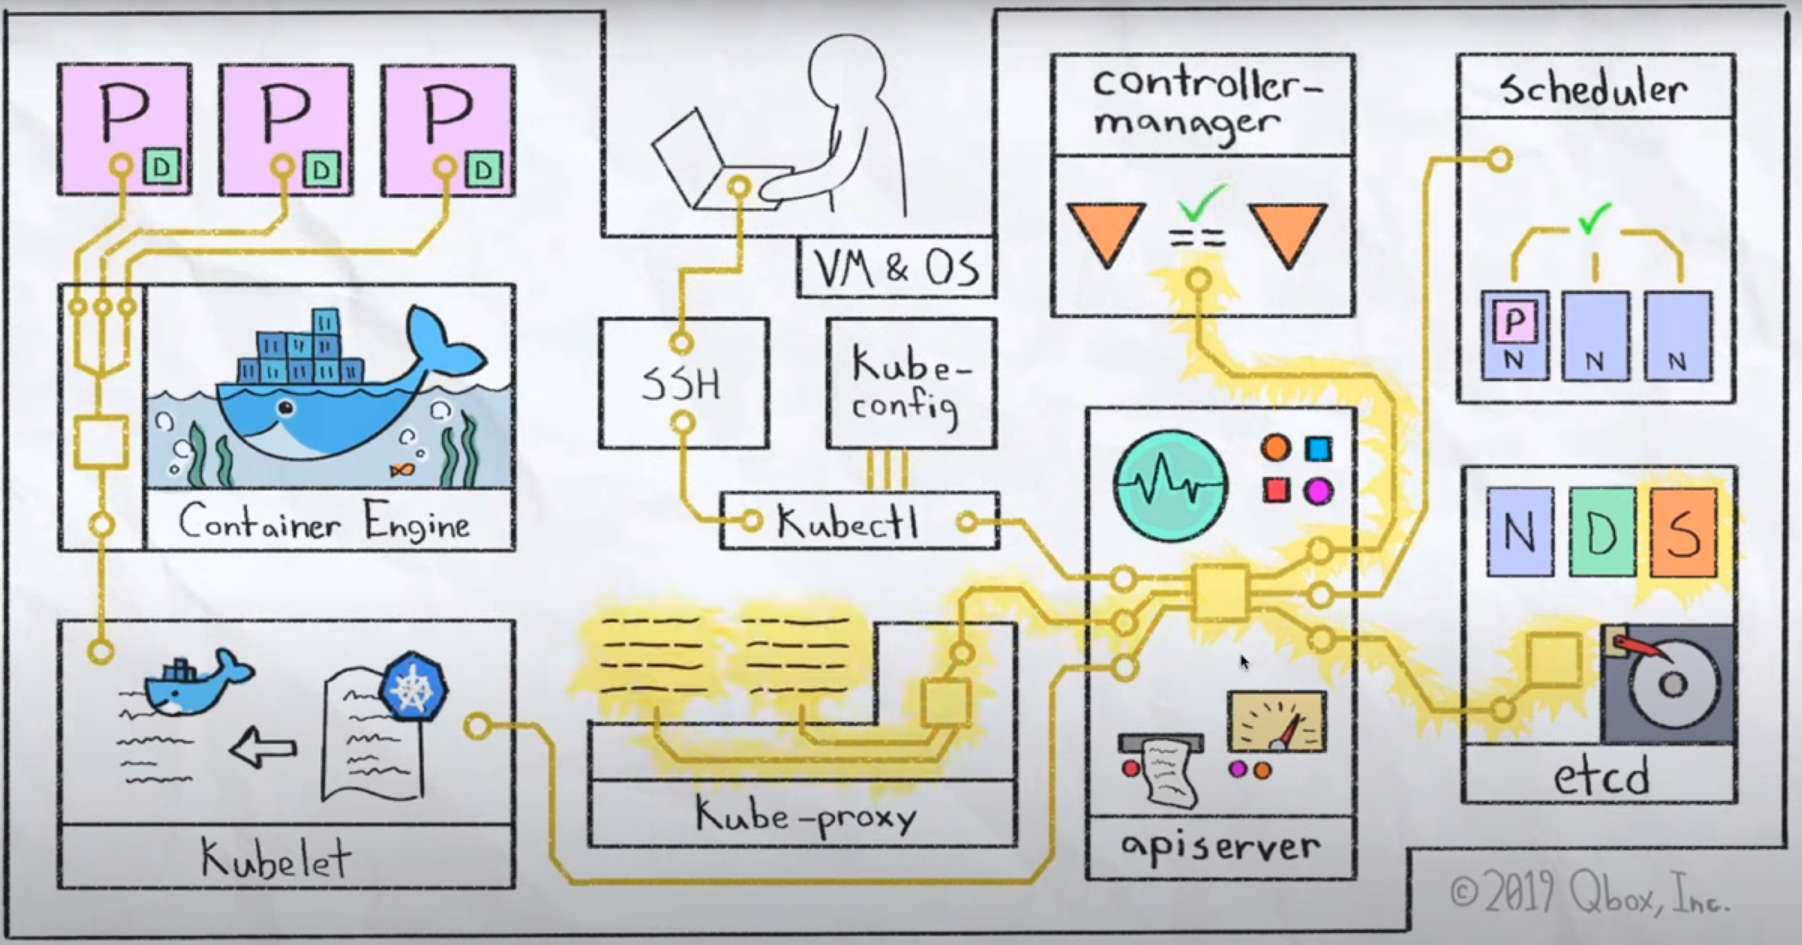 P
D
P
D
P
D
VM & OS
controller-
manager
scheduler
P
N
N
N
SSH
Kube-
config
Container Engine
Kubectl
N
D
S
Kubelet
Kube-proxy
apiserver
etcd
©2019 Qbox, Inc.